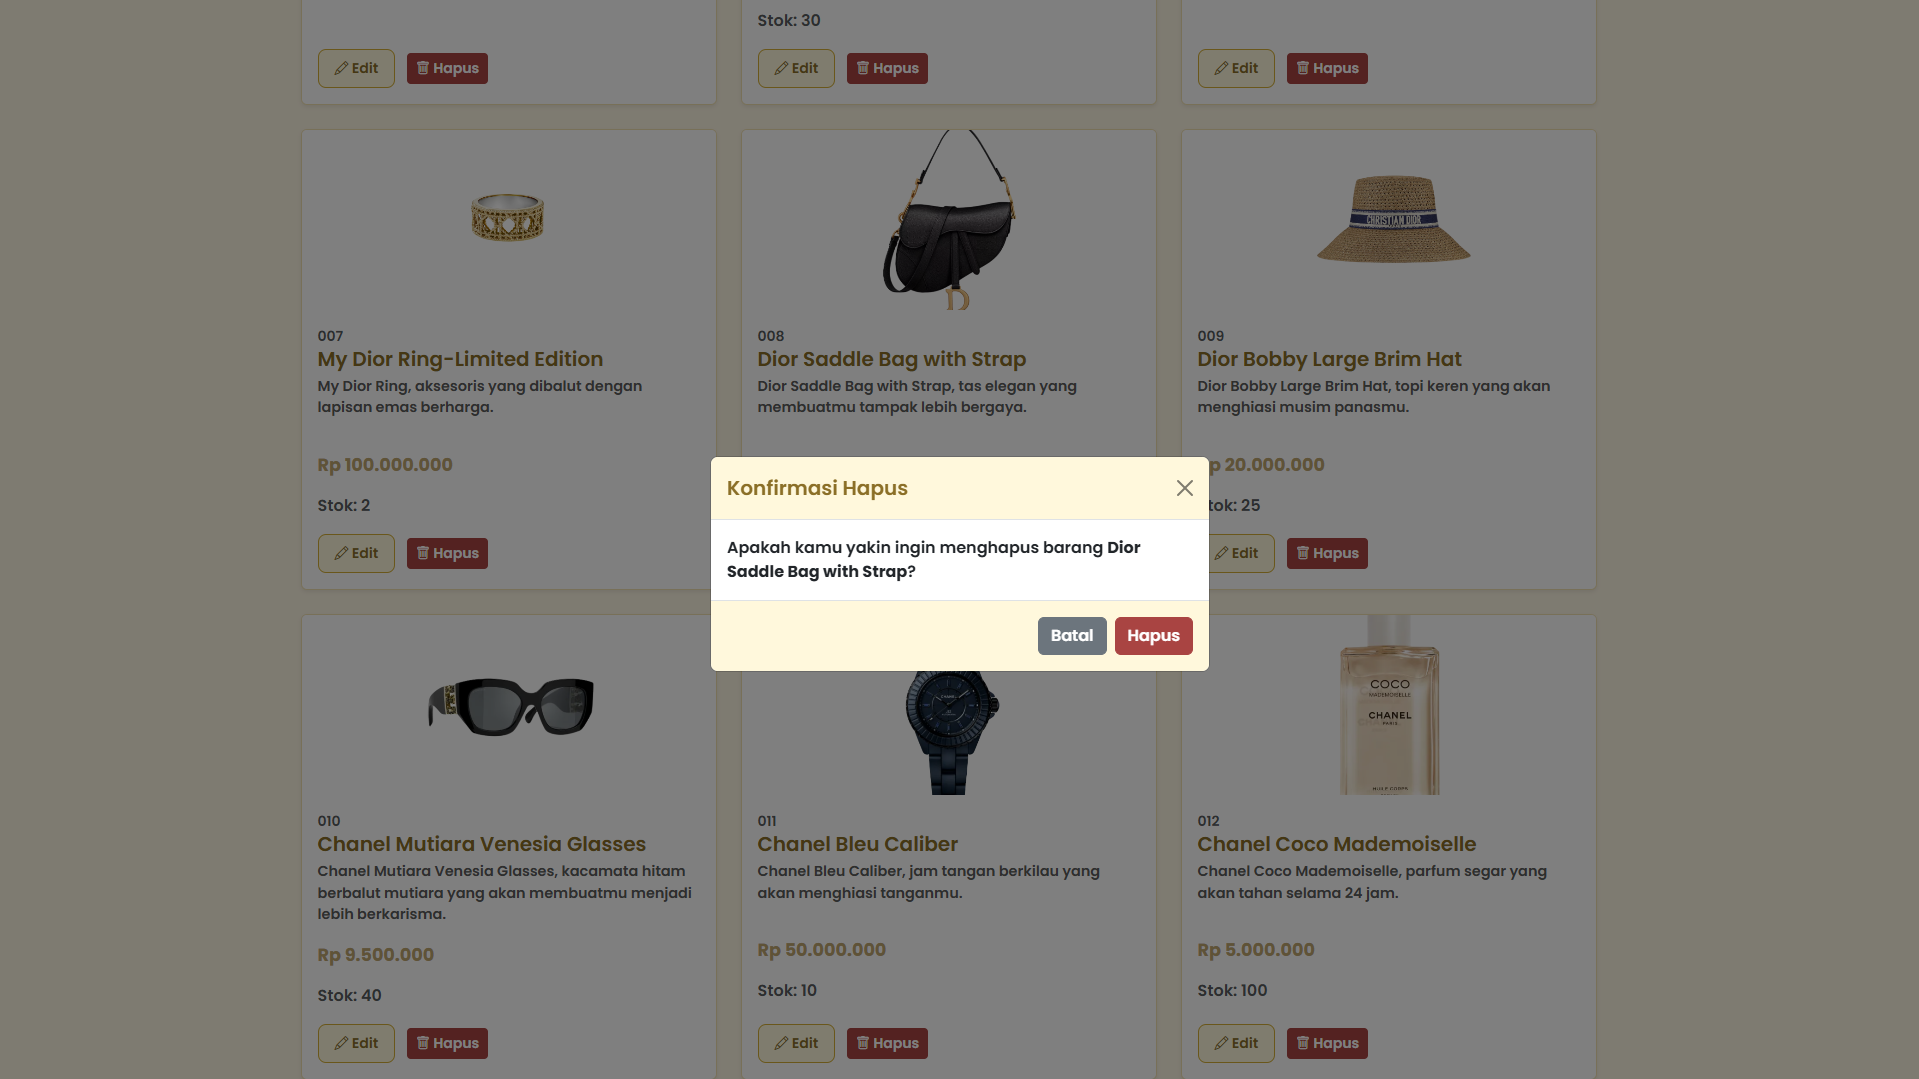 Stok: 30
Edit Hapus
Edit Hapus
Edit Hapus
CHRISTIAN DIOR
007
My Dior Ring-Limited Edition
My Dior Ring, aksesoris yang dibalut dengan
lapisan emas berharga.
Rp 100.000.000
Stok: 2
Edit Hapus
008
Dior Saddle Bag with Strap
Dior Saddle Bag with Strap, tas elegan yang
membuatmu tampak lebih bergaya.
009
Dior Bobby Large Brim Hat
Dior Bobby Large Brim Hat, topi keren yang akan
menghiasi musim panasmu.
p 20.000.000
tok: 25
Edit Hapus
Konfirmasi Hapus
Apakah kamu yakin ingin menghapus barang Dior
Saddle Bag with Strap?
Batal Hapus
010
Chanel Mutiara Venesia Glasses
Chanel Mutiara Venesia Glasses, kacamata hitam
berbalut mutiara yang akan membuatmu menjadi
lebih berkarisma.
Rp 9.500.000
Stok: 40
Edit Hapus
CHANEL
011
Chanel Bleu Caliber
Chanel Bleu Caliber, jam tangan berkilau yang
akan menghiasi tanganmu.
Rp 50.000.000
Stok: 10
Edit Hapus
COCO
MADEMOISELLE
CHANEL
PARIS
012
Chanel Coco Mademoiselle
Chanel Coco Mademoiselle, parfum segar yang
akan tahan selama 24 jam.
Rp 5.000.000
Stok: 100
Edit Hapus